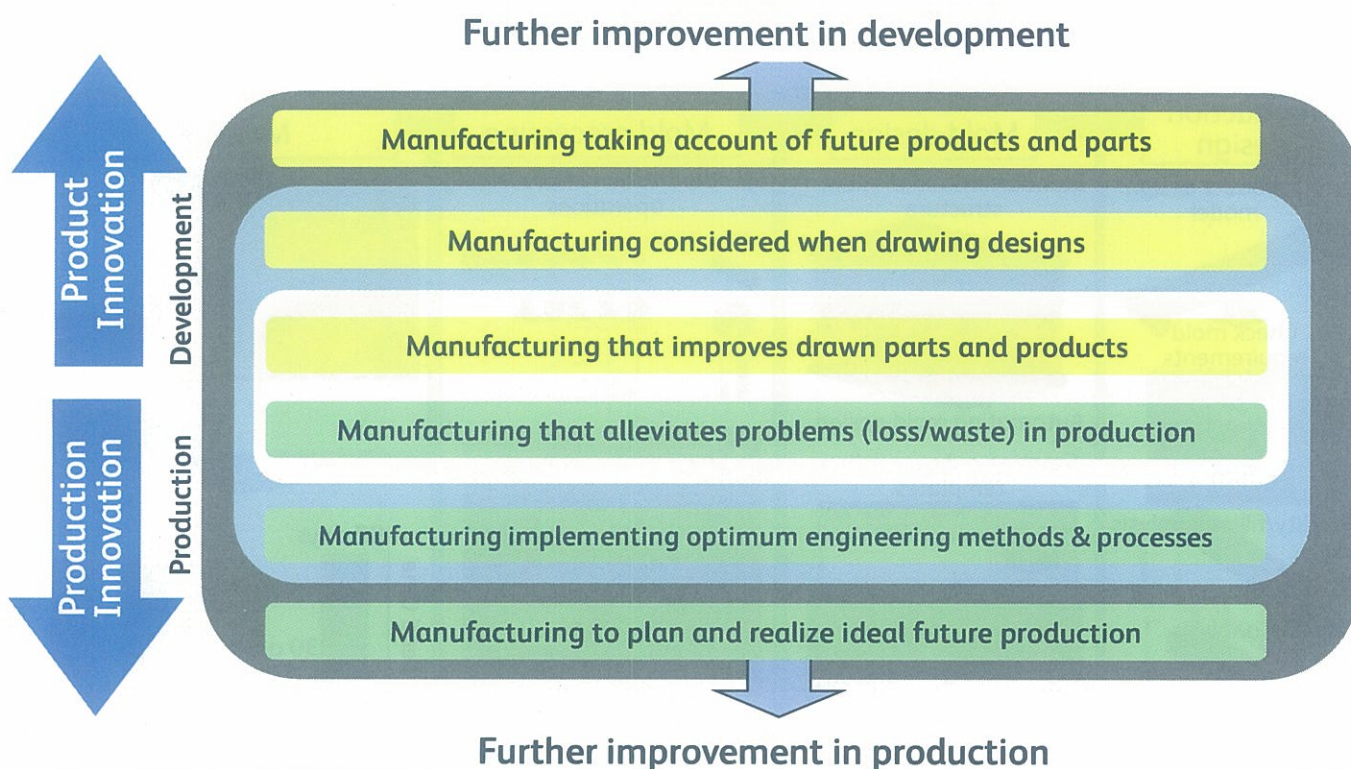 Further improvement in development
Product
Innovation
Development
Manufacturing taking account of future products and parts
Manufacturing considered when drawing designs
Manufacturing that improves drawn parts and products
Production
Innovation
Production
Manufacturing that alleviates problems (loss/waste) in production
Manufacturing implementing optimum engineering methods & processes
Manufacturing to plan and realize ideal future production
Further improvement in production